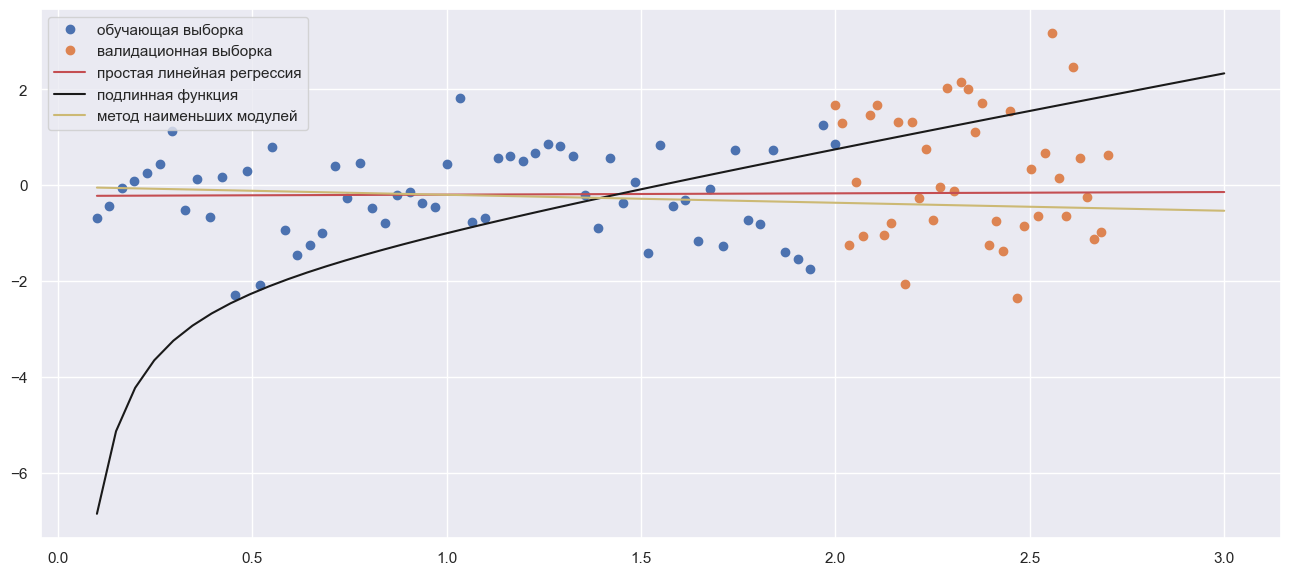 обучающая выборка
валидационная выборка
простая линейная регрессия
подлинная функция
метод наименьших модулей
2
0
−2
−4
−6
0.0 0.5 1.0 1.5 2.0 2.5 3.0